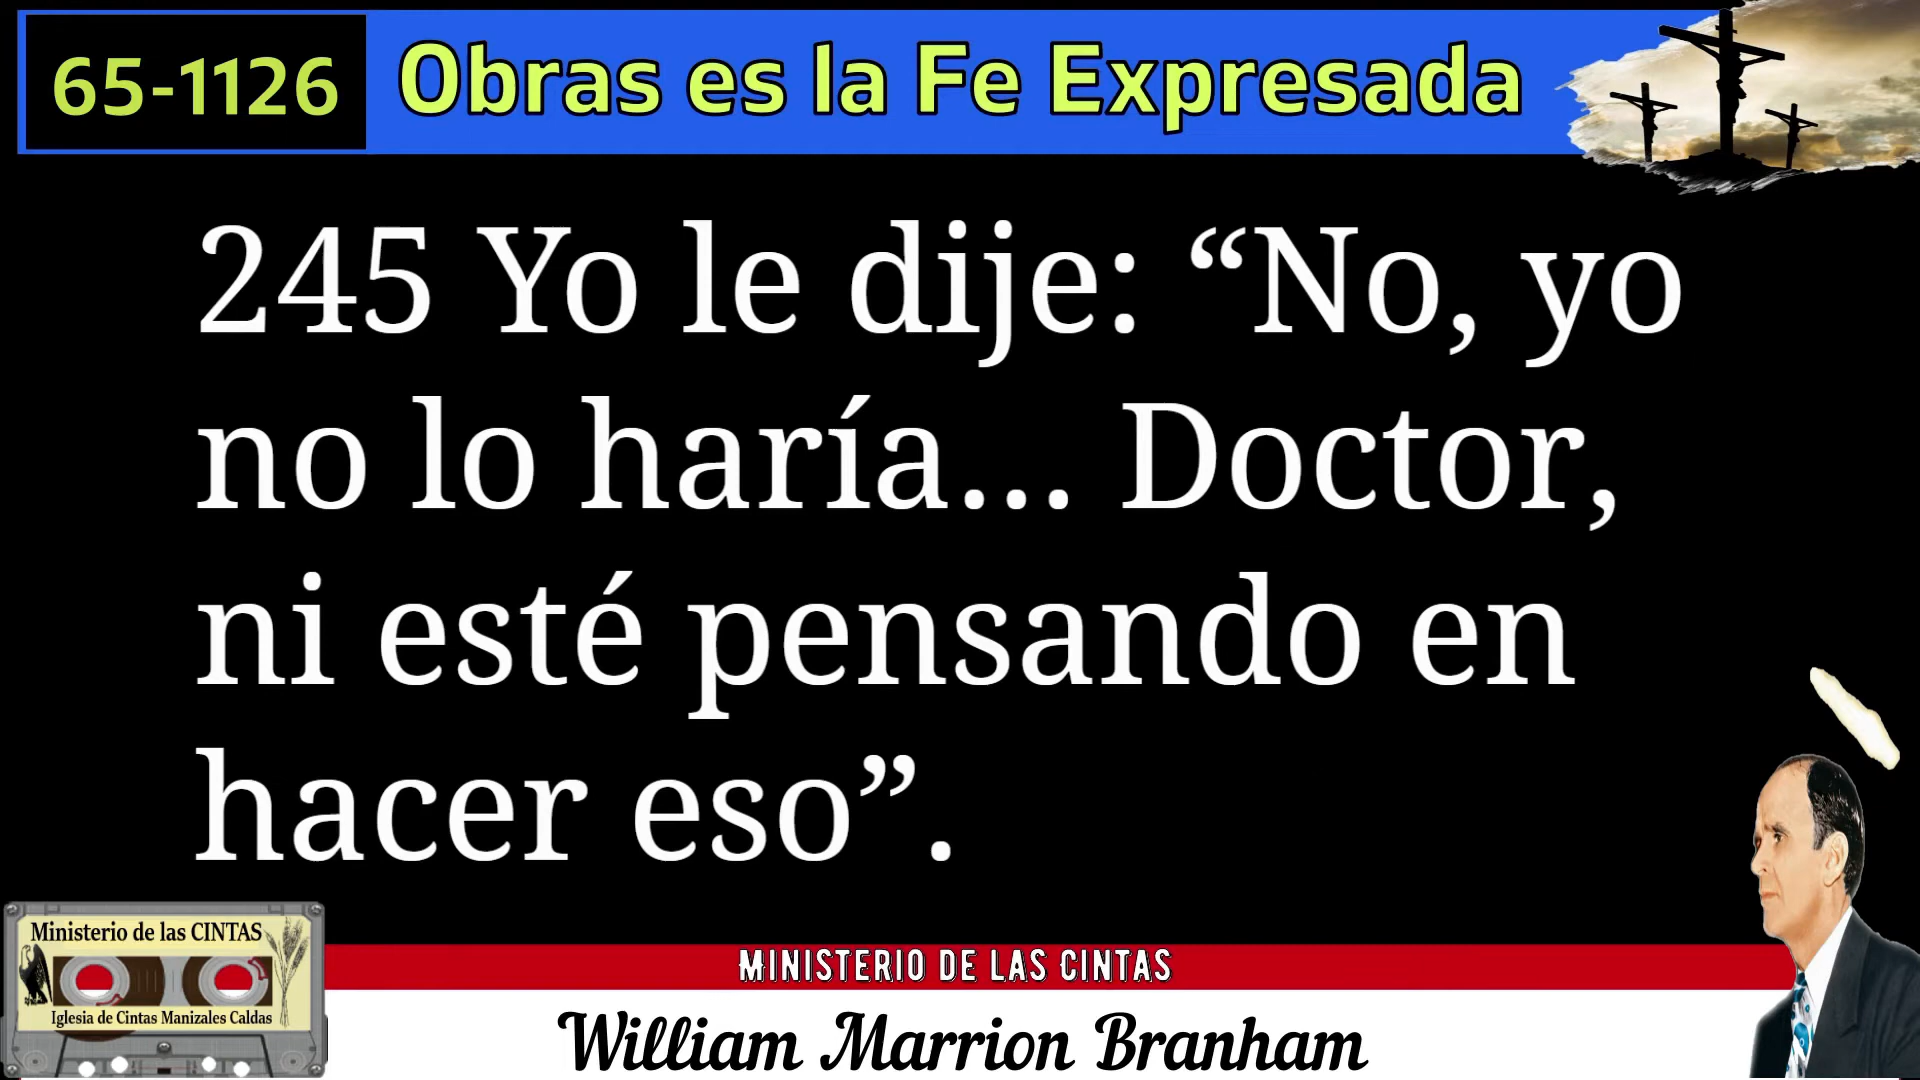 65-1126
Obras es la Fe Expresada
245 Yo le dije: “No, yo
no lo haría... Doctor,
ni esté pensando en
hacer eso”.
Ministerio de las CINTAS
Iglesia de Cintas Manizales Caldas
MINISTERIO DE LAS CINTAS
William Marrion Branham